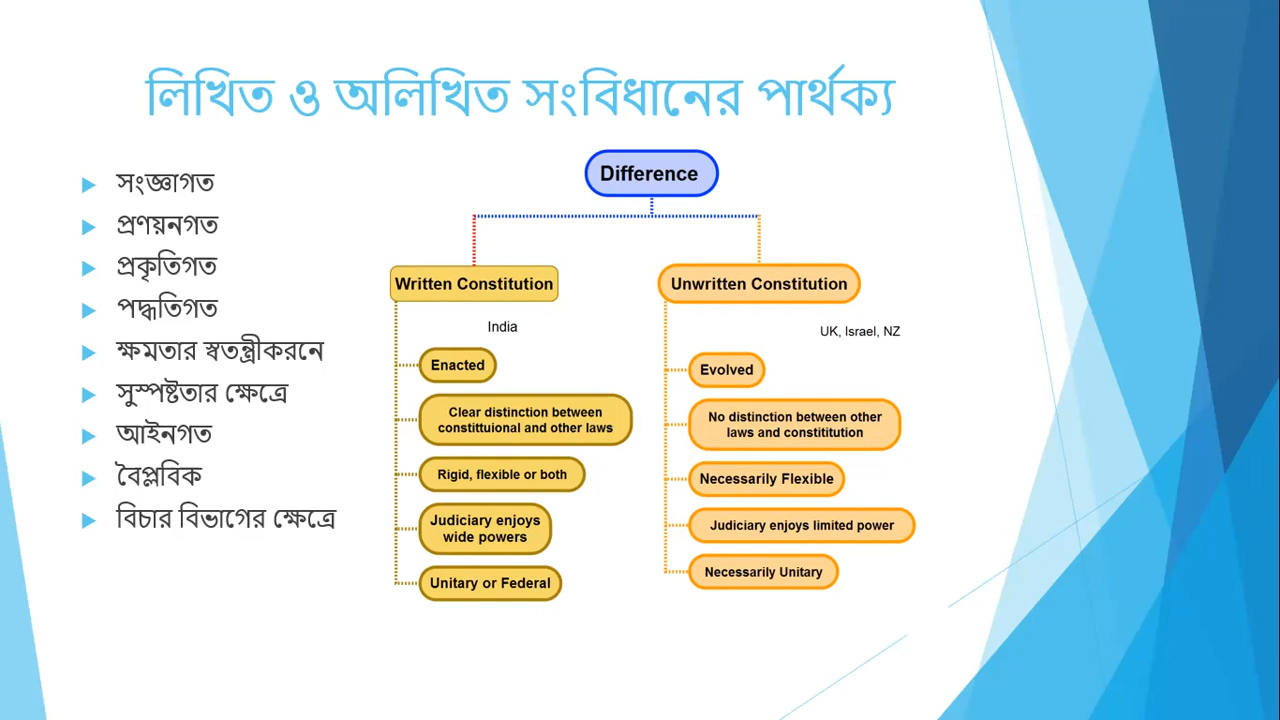 লিখিত ও অলিখিত সংবিধানের পার্থক্য
সংজ্ঞাগত
প্রণয়নগত
প্রকৃতিগত
পদ্ধতিগত
ক্ষমতার স্বতন্ত্রীকরনে
সুস্পষ্টতার ক্ষেত্রে
আইনগত
বৈপ্লবিক
বিচার বিভাগের ক্ষেত্রে
Difference
Written Constitution
India
Enacted
Clear distinction between
constittuional and other laws
Rigid, flexible or both
Judiciary enjoys
wide powers
Unitary or Federal
Unwritten Constitution
UK, Israel, NZ
Evolved
No distinction between other
laws and constititution
Necessarily Flexible
Judiciary enjoys limited power
Necessarily Unitary